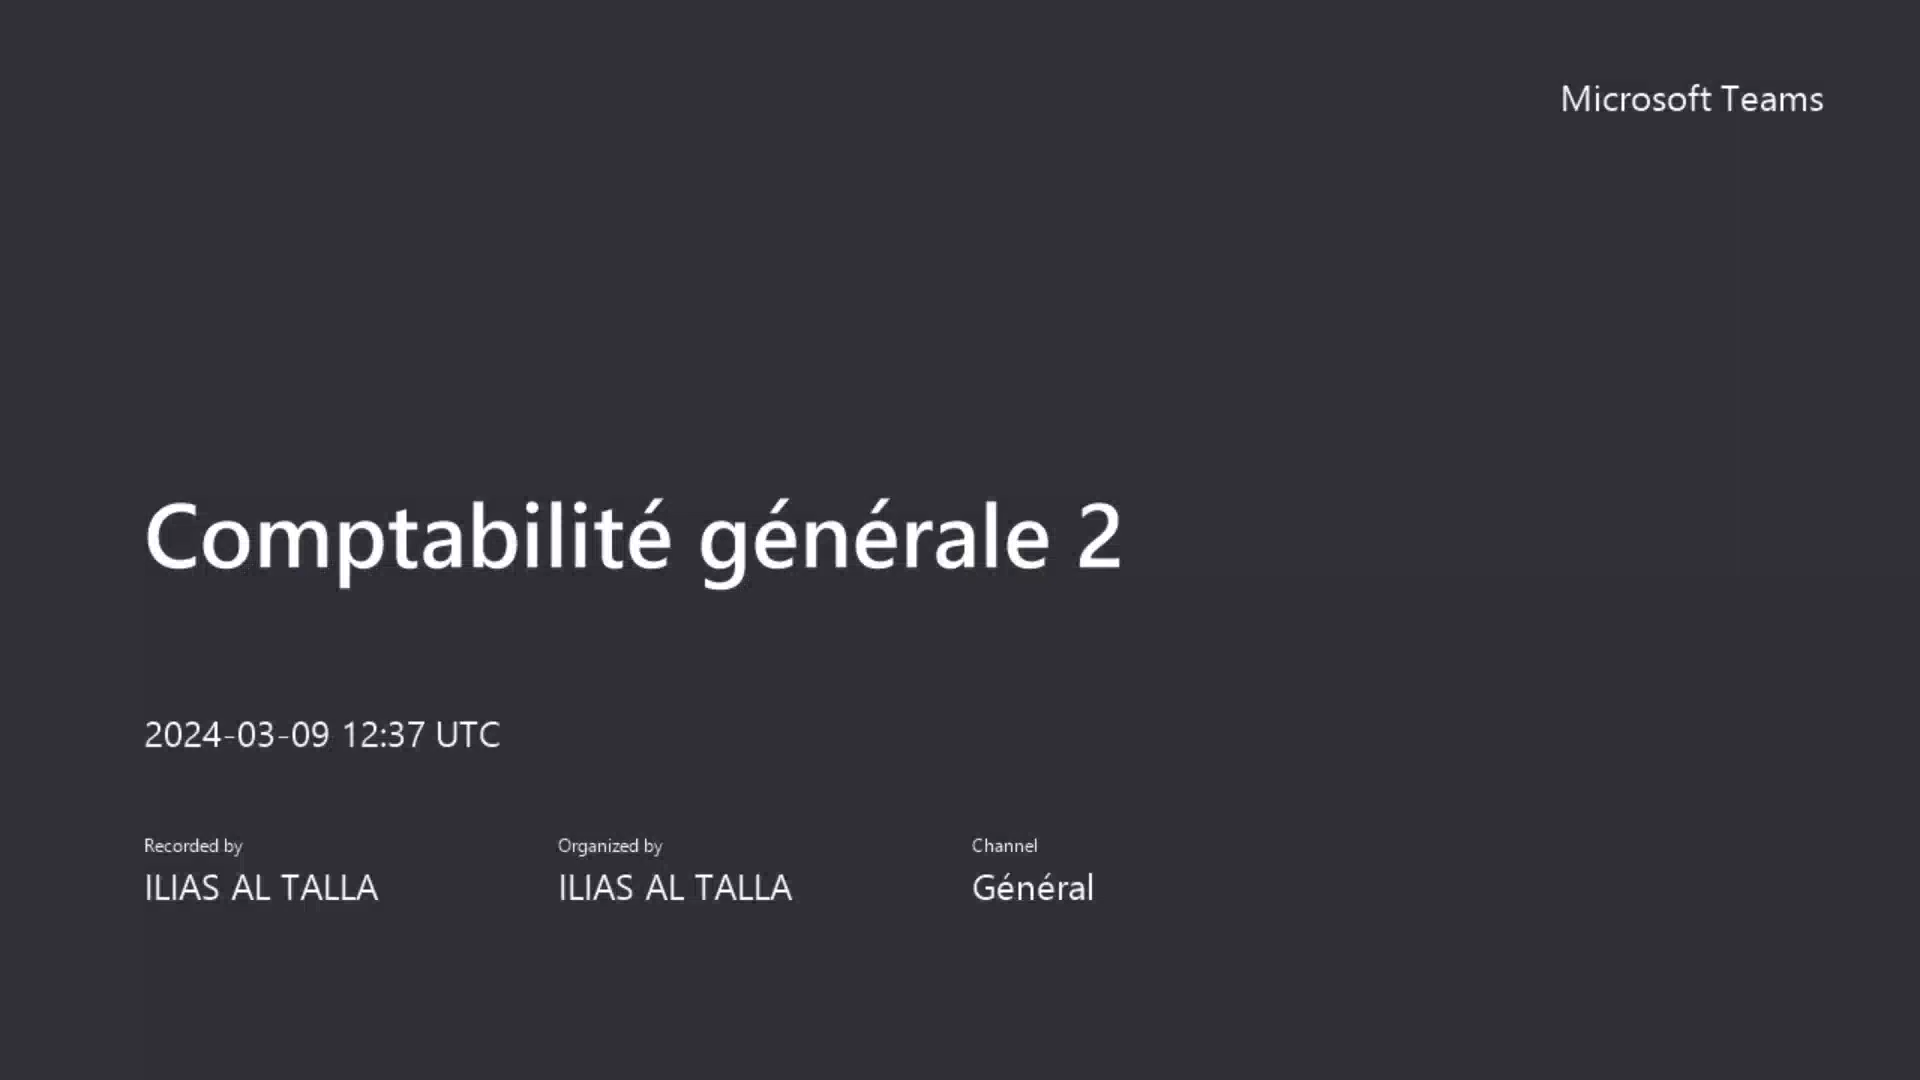 Microsoft Teams
Comptabilité générale 2
2024-03-09 12:37 UTC
Recorded by
ILIAS AL TALLA
Organized by
ILIAS AL TALLA
Channel
Général